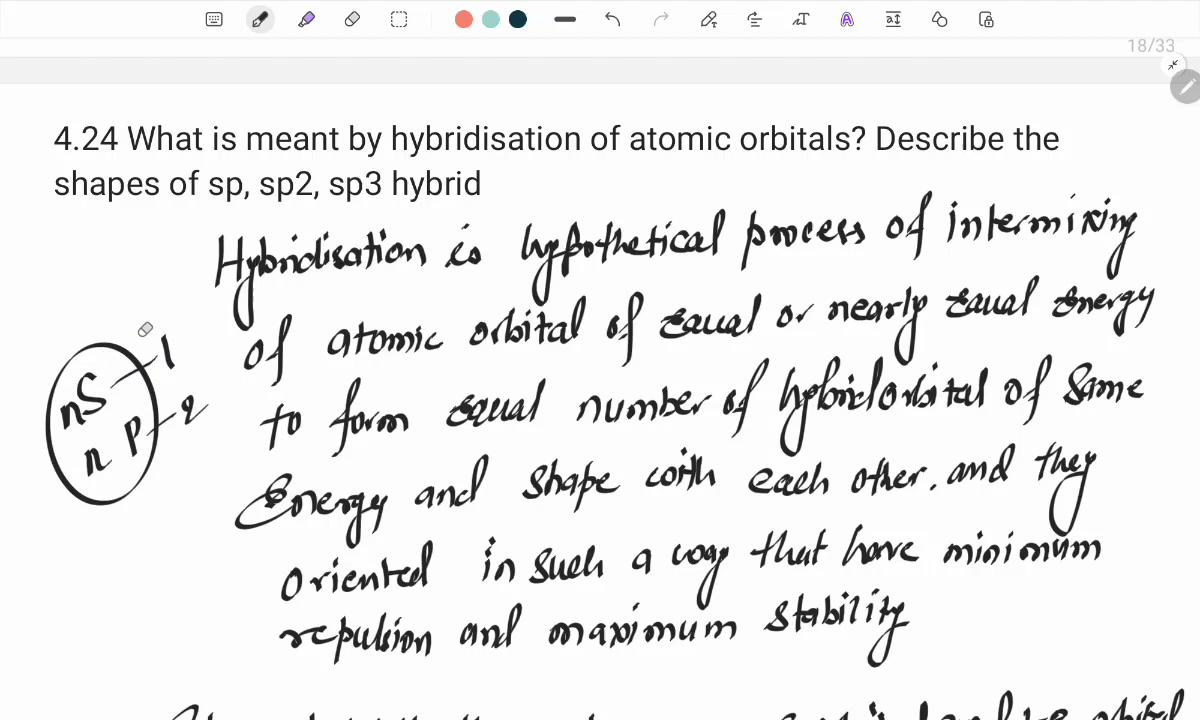 18/33
4.24 What is meant by hybridisation of atomic orbitals? Describe the
shapes of sp, sp2, sp3 hybrid
Hybridisation is hypothetical process of intermixing
of atomic orbital of Equal or nearly Equal Energy
to form Equal number of hybridorbital of Same
Energy and shape with each other. and they
oriented in such a way that have minimum
repulsion and maximum stability
nS - 1
n p - 2